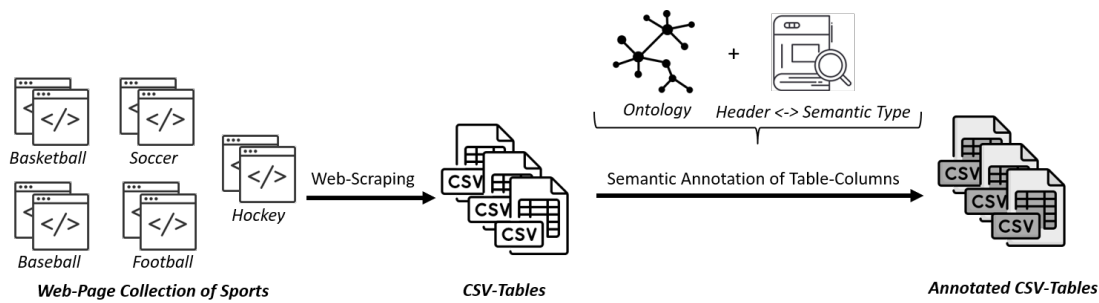 Ontology
+
Header <-> Semantic Type
Basketball
Soccer
</>
</>
Hockey
</>
Baseball
Football
</>
</>
Web-Page Collection of Sports
Web-Scraping
CSV
CSV
CSV
CSV-Tables
Semantic Annotation of Table-Columns
CSV
CSV
CSV
Annotated CSV-Tables